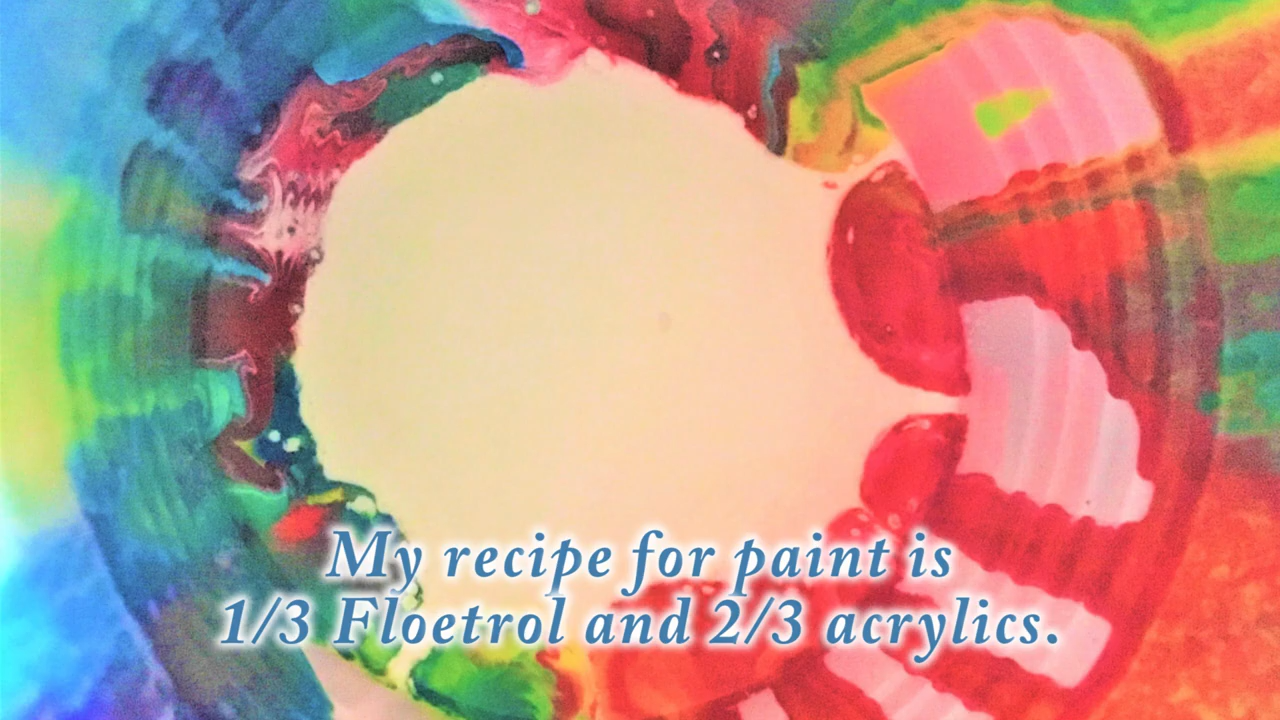 My recipe for paint is
1/3 Floetrol and 2/3 acrylics.